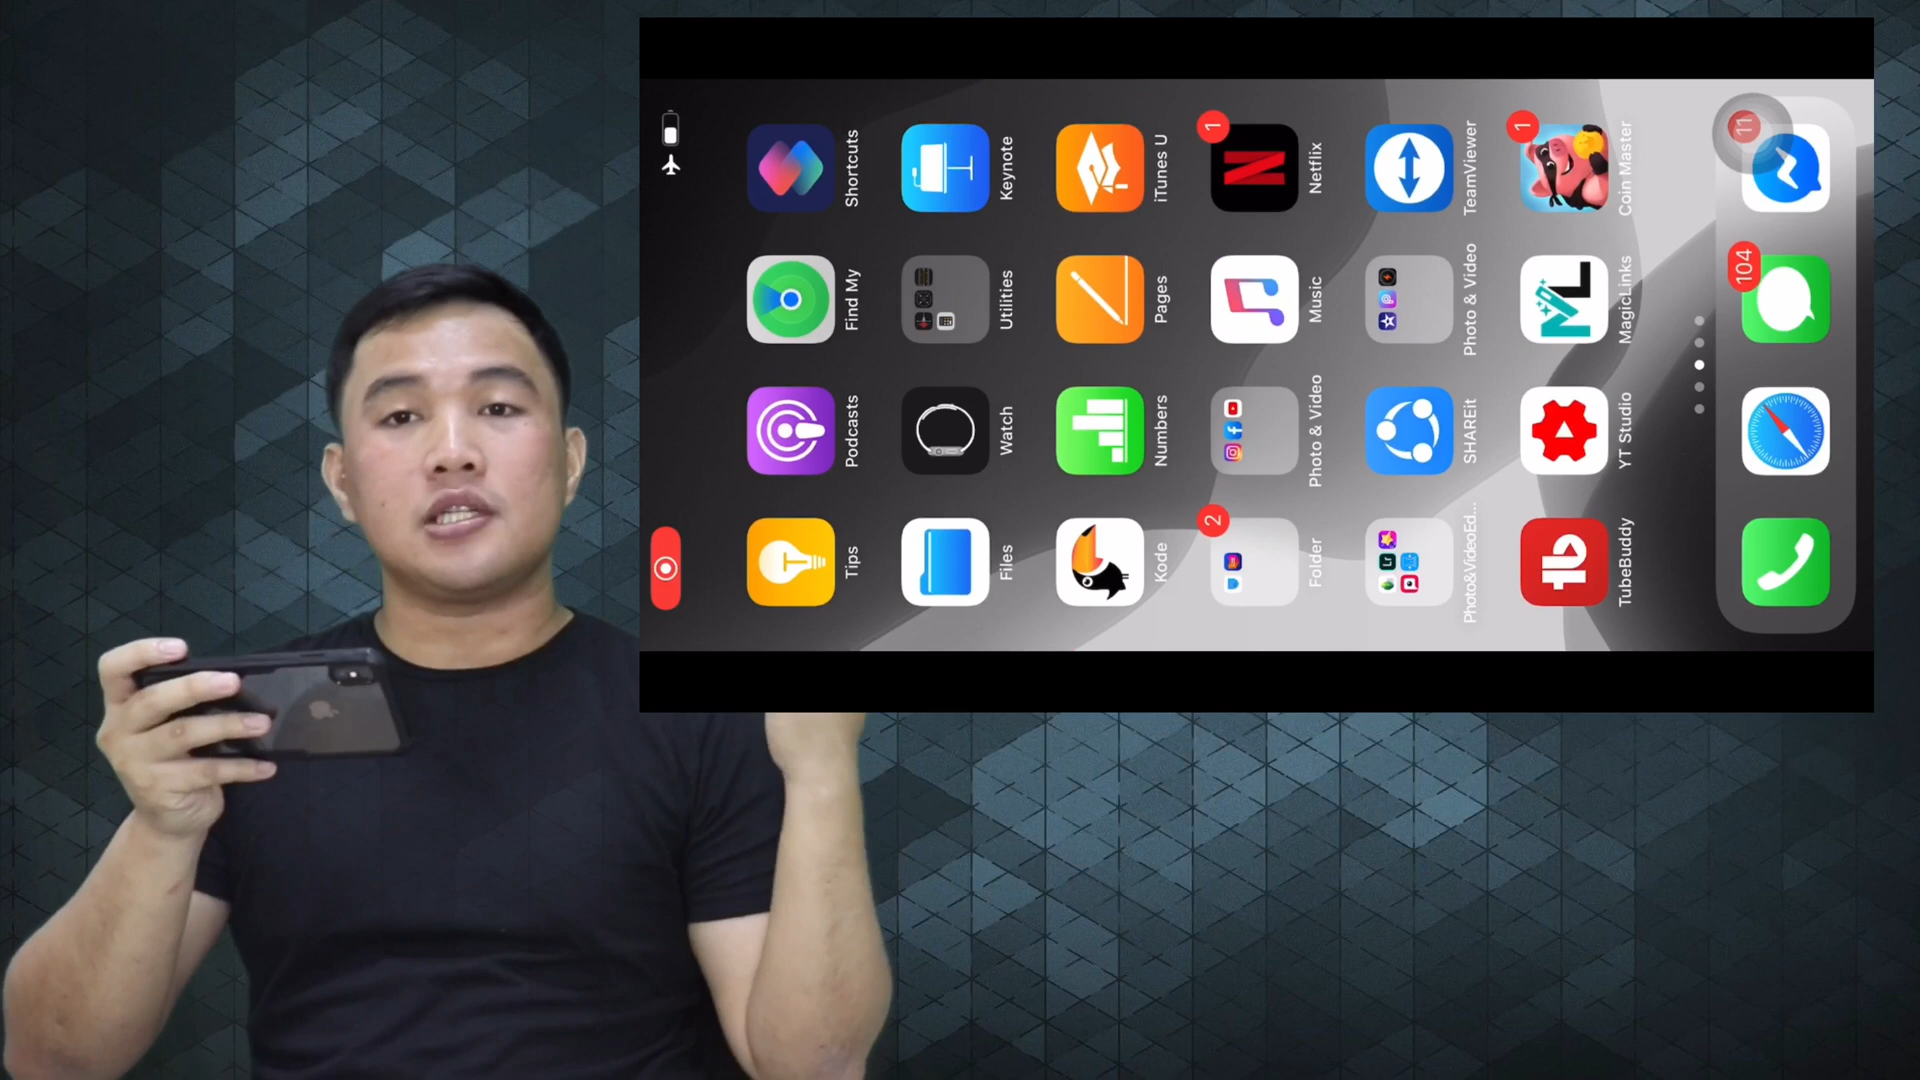 Tips
Podcasts
Find My
Shortcuts
Files
Watch
Utilities
Keynote
Kode
Numbers
Pages
iTunes U
2
Folder
Photo & Video
Music
1
Netflix
Photo&VideoEd...
SHAREit
Photo & Video
TeamViewer
TubeBuddy
YT Studio
MagicLinks
1
Coin Master
104
11